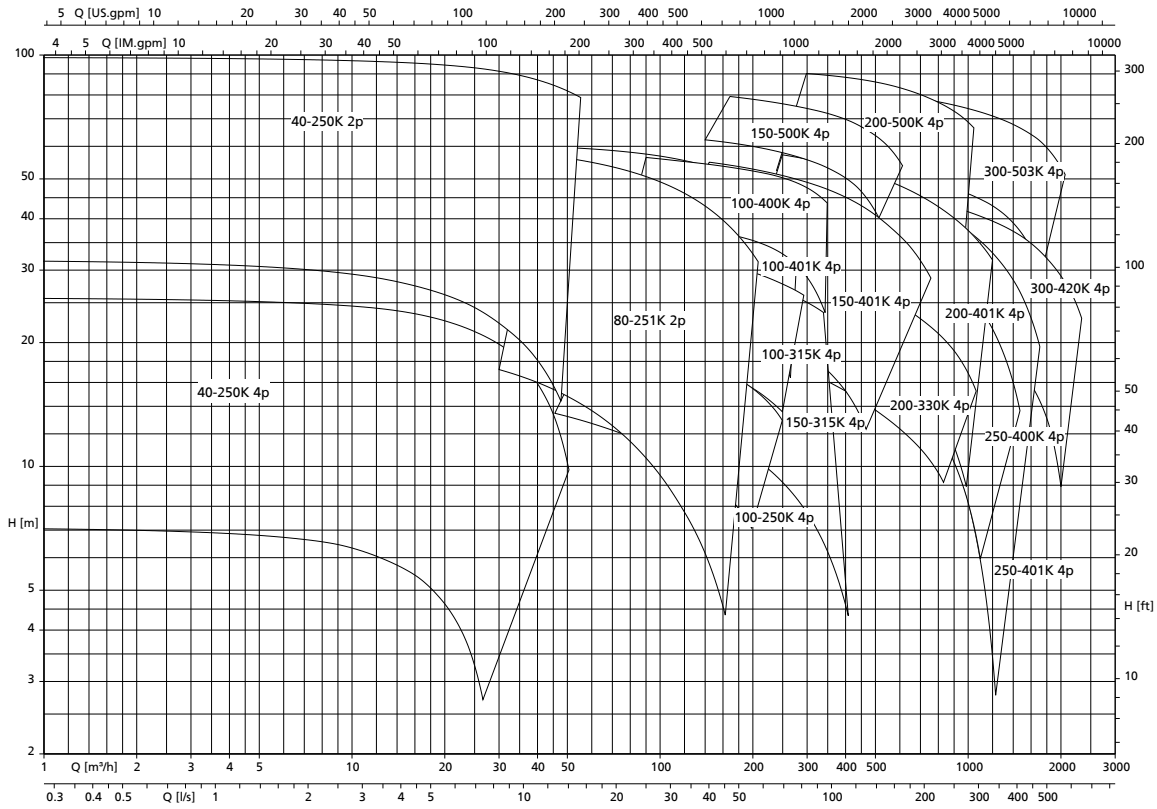 5 Q [US.gpm] 10 20 30 40 50 100 200 300 400 500 1000 2000 3000 4000 5000 10000
4 5 Q [IM.gpm] 10 20 30 40 50 100 200 300 400 500 1000 2000 3000 4000 5000 10000
100
300
40-250K 2p
200-500K 4p
150-500K 4p
200
300-503K 4p
50
100-400K 4p
40
100-401K 4p
100
30
300-420K 4p
150-401K 4p
200-401K 4p
80-251K 2p
20
100-315K 4p
50
40-250K 4p
200-330K 4p
150-315K 4p
40
250-400K 4p
10
30
100-250K 4p
H [m]
20
250-401K 4p
5
H [ft]
4
3
10
2
1 Q [m³/h] 2 3 4 5 10 20 30 40 50 100 200 300 400 500 1000 2000 3000
0.3 0.4 0.5 Q [l/s] 1 2 3 4 5 10 20 30 40 50 100 200 300 400 500